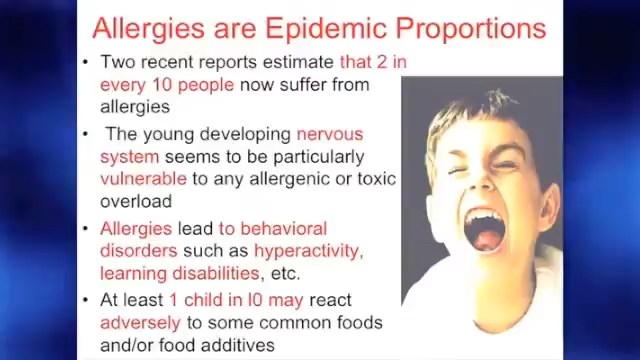 Allergies are Epidemic Proportions
• Two recent reports estimate that 2 in
every 10 people now suffer from
allergies
• The young developing nervous
system seems to be particularly
vulnerable to any allergenic or toxic
overload
• Allergies lead to behavioral
disorders such as hyperactivity,
learning disabilities, etc.
• At least 1 child in l0 may react
adversely to some common foods
and/or food additives